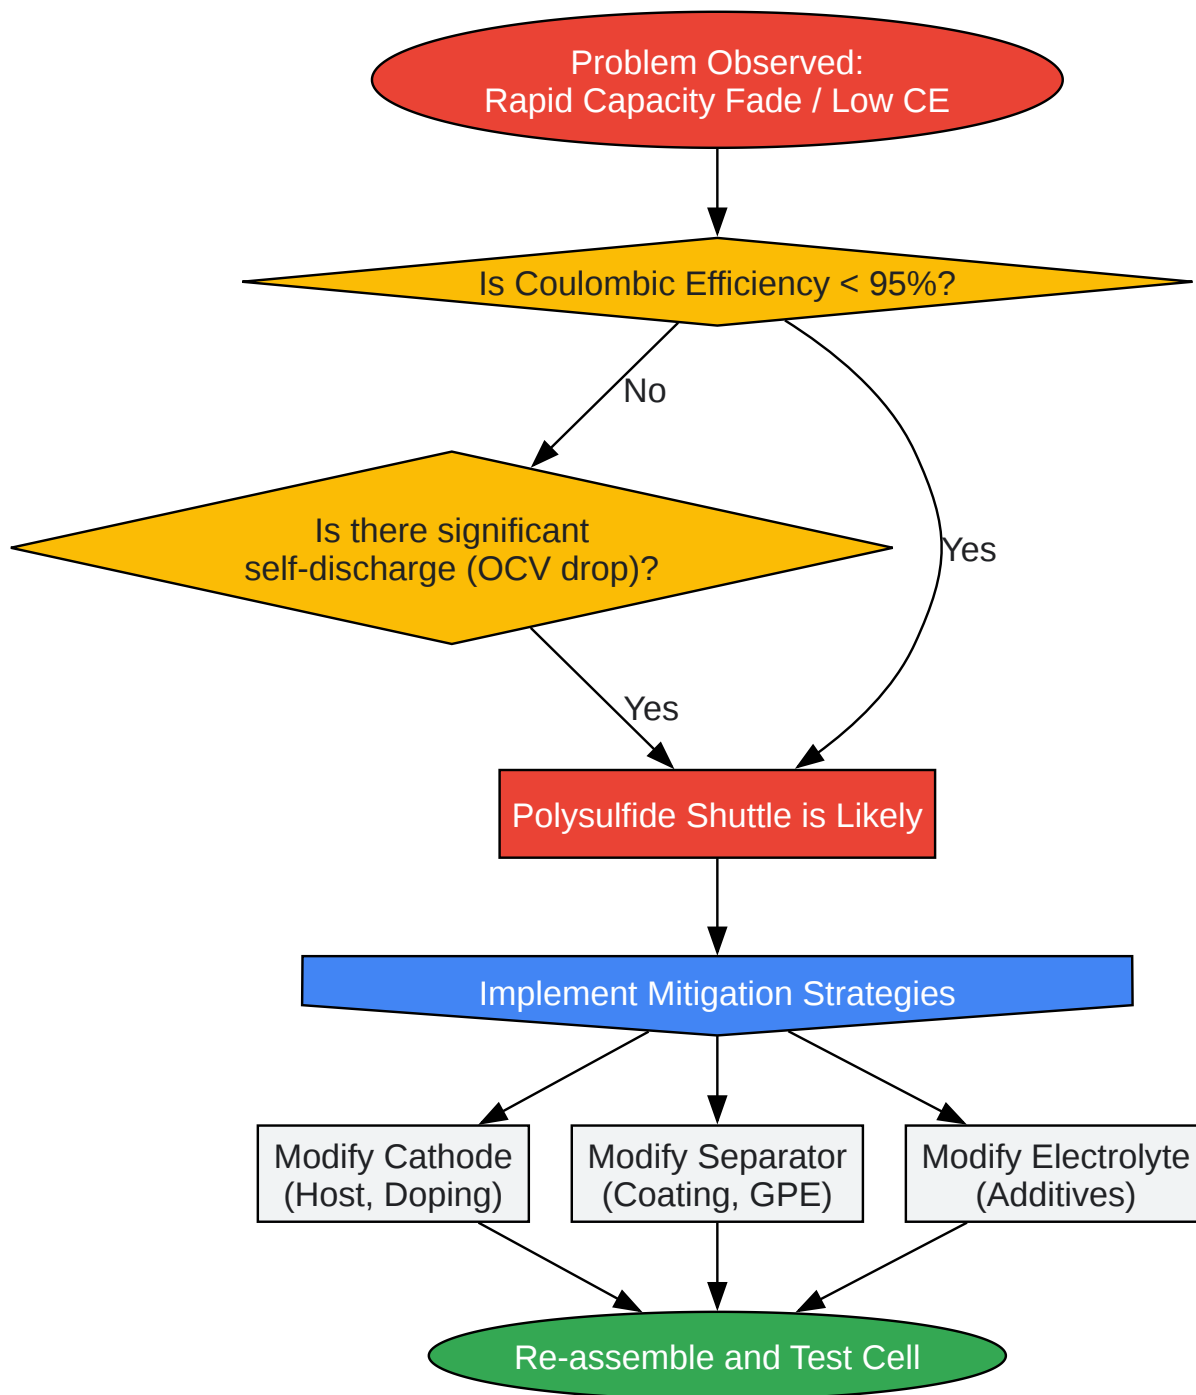 Problem Observed:
Rapid Capacity Fade / Low CE
Is Coulombic Efficiency < 95%?
No
Is there significant
self-discharge (OCV drop)?
Yes
Yes
Polysulfide Shuttle is Likely
Implement Mitigation Strategies
Modify Cathode
(Host, Doping)
Modify Separator
(Coating, GPE)
Modify Electrolyte
(Additives)
Re-assemble and Test Cell